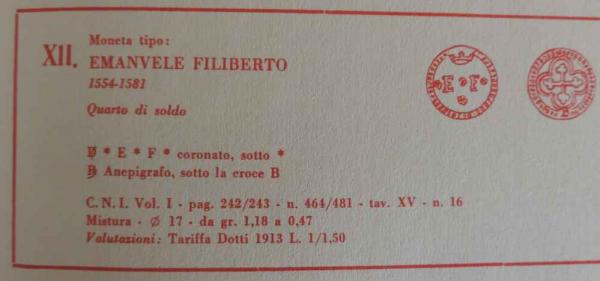 Moneta tipo:
XII. EMANVELE FILIBERTO
1554-1581
Quarto di soldo
* E * F * coronato, sotto *
Anepigrafo, sotto la croce B
C.N.I. Vol. I - pag. 242/243 - n. 464/481 - tav. XV - n. 16
Mistura - Ø 17 - da gr. 1,18 a 0,47
Valutazioni: Tariffa Dotti 1913 L. 1/1,50
E F
B